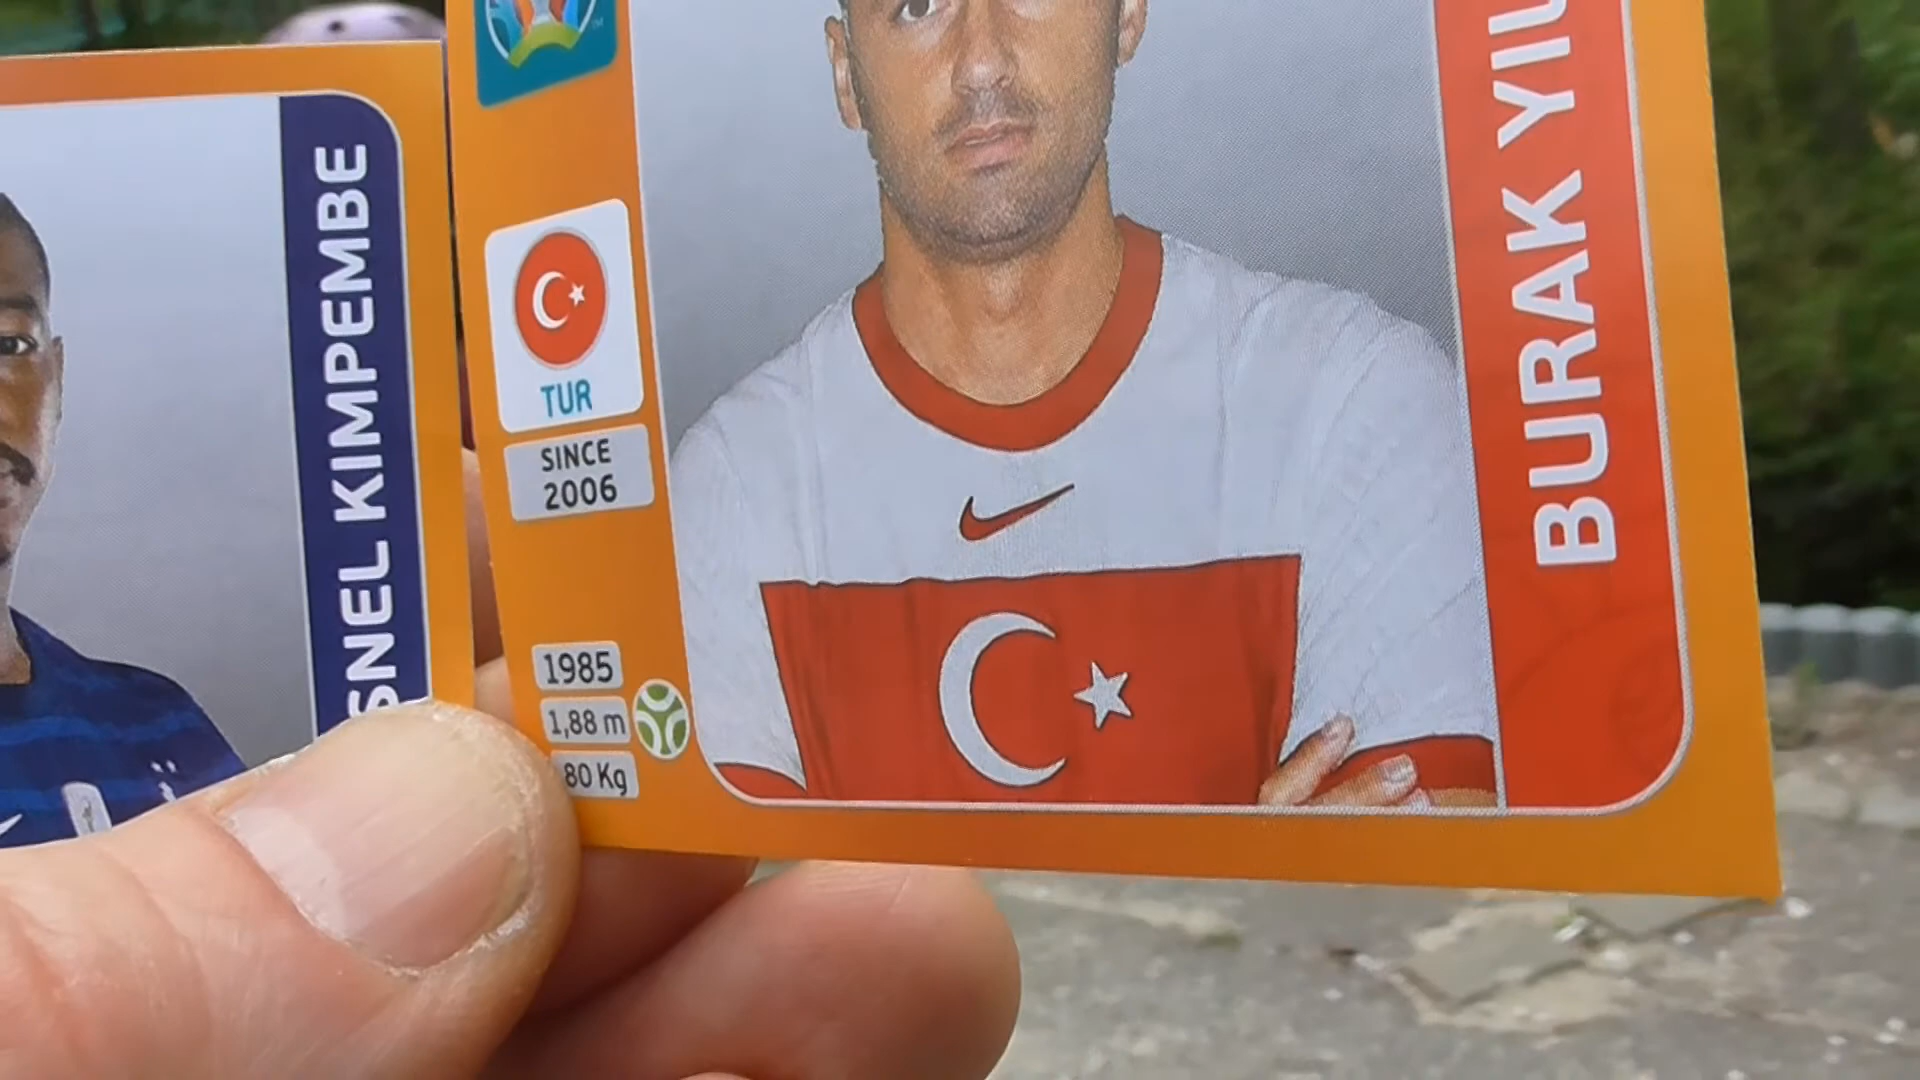 SNEL KIMPEMBE
TUR
SINCE
2006
1985
1,88 m
80 Kg
BURAK YIL